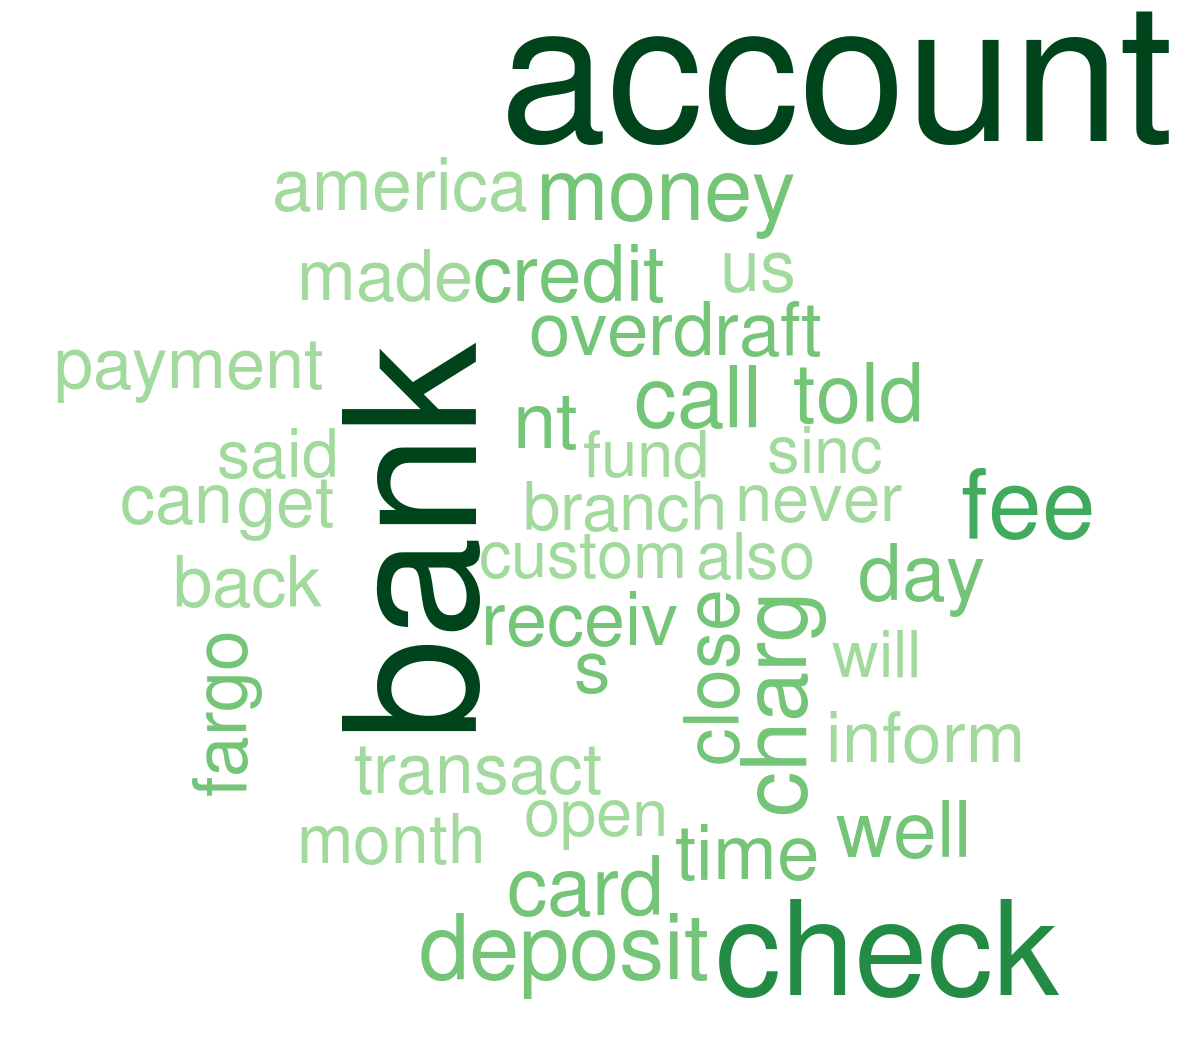 account
america money
made credit us
overdraft
payment
bank
call told
nt
said fund sinc
can get branch never fee
custom also day
back
receiv
close
charg
s
will
fargo
inform
transact
open
month time well
card
deposit check